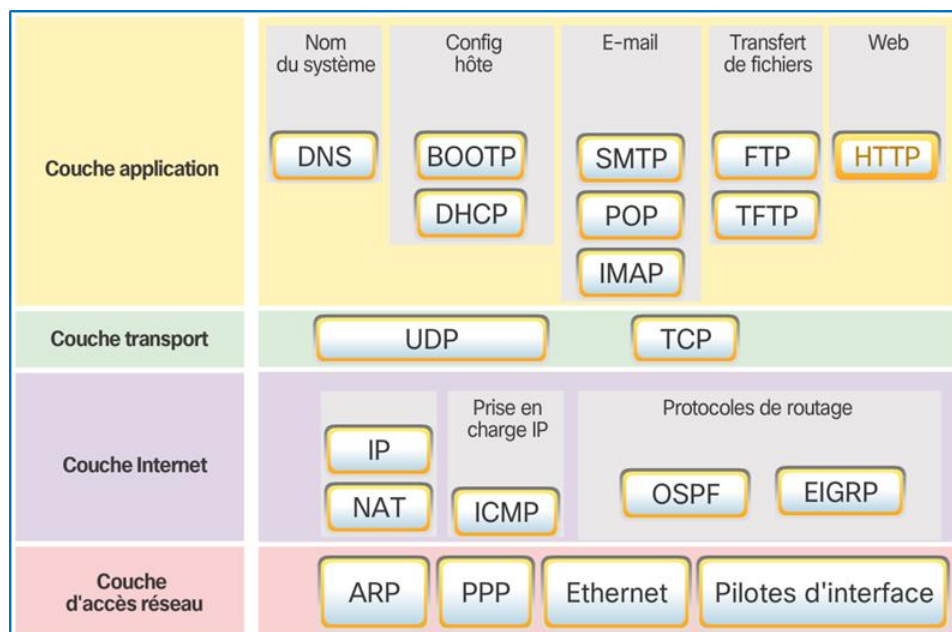 Nom
du système
Config
hôte
E-mail
Transfert
de fichiers
Web
Couche application
DNS
BOOTP
SMTP
FTP
HTTP
DHCP
POP
TFTP
IMAP
Couche transport
UDP
TCP
Prise en
charge IP
Protocoles de routage
Couche Internet
IP
NAT
ICMP
OSPF
EIGRP
Couche
d'accès réseau
ARP
PPP
Ethernet
Pilotes d'interface